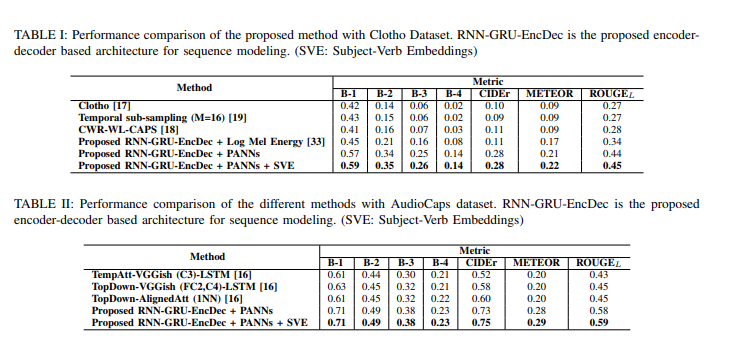 TABLE I: Performance comparison of the proposed method with Clotho Dataset. RNN-GRU-EncDec is the proposed encoder-
decoder based architecture for sequence modeling. (SVE: Subject-Verb Embeddings)
Method Metric
B-1 B-2 B-3 B-4 CIDEr METEOR ROUGEL
Clotho [17] 0.42 0.14 0.06 0.02 0.10 0.09 0.27
Temporal sub-sampling (M=16) [19] 0.43 0.15 0.06 0.02 0.09 0.09 0.27
CWR-WL-CAPS [18] 0.41 0.16 0.07 0.03 0.11 0.09 0.28
Proposed RNN-GRU-EncDec + Log Mel Energy [33] 0.45 0.21 0.16 0.08 0.11 0.17 0.34
Proposed RNN-GRU-EncDec + PANNs 0.57 0.34 0.25 0.14 0.28 0.21 0.44
Proposed RNN-GRU-EncDec + PANNs + SVE 0.59 0.35 0.26 0.14 0.28 0.22 0.45
TABLE II: Performance comparison of the different methods with AudioCaps dataset. RNN-GRU-EncDec is the proposed
encoder-decoder based architecture for sequence modeling. (SVE: Subject-Verb Embeddings)
Method Metric
B-1 B-2 B-3 B-4 CIDEr METEOR ROUGEL
TempAtt-VGGish (C3)-LSTM [16] 0.61 0.44 0.30 0.21 0.52 0.20 0.43
TopDown-VGGish (FC2,C4)-LSTM [16] 0.63 0.45 0.32 0.21 0.58 0.20 0.45
TopDown-AlignedAtt (1NN) [16] 0.61 0.45 0.32 0.22 0.60 0.20 0.45
Proposed RNN-GRU-EncDec + PANNs 0.71 0.49 0.38 0.23 0.73 0.28 0.58
Proposed RNN-GRU-EncDec + PANNs + SVE 0.71 0.49 0.38 0.23 0.75 0.29 0.59